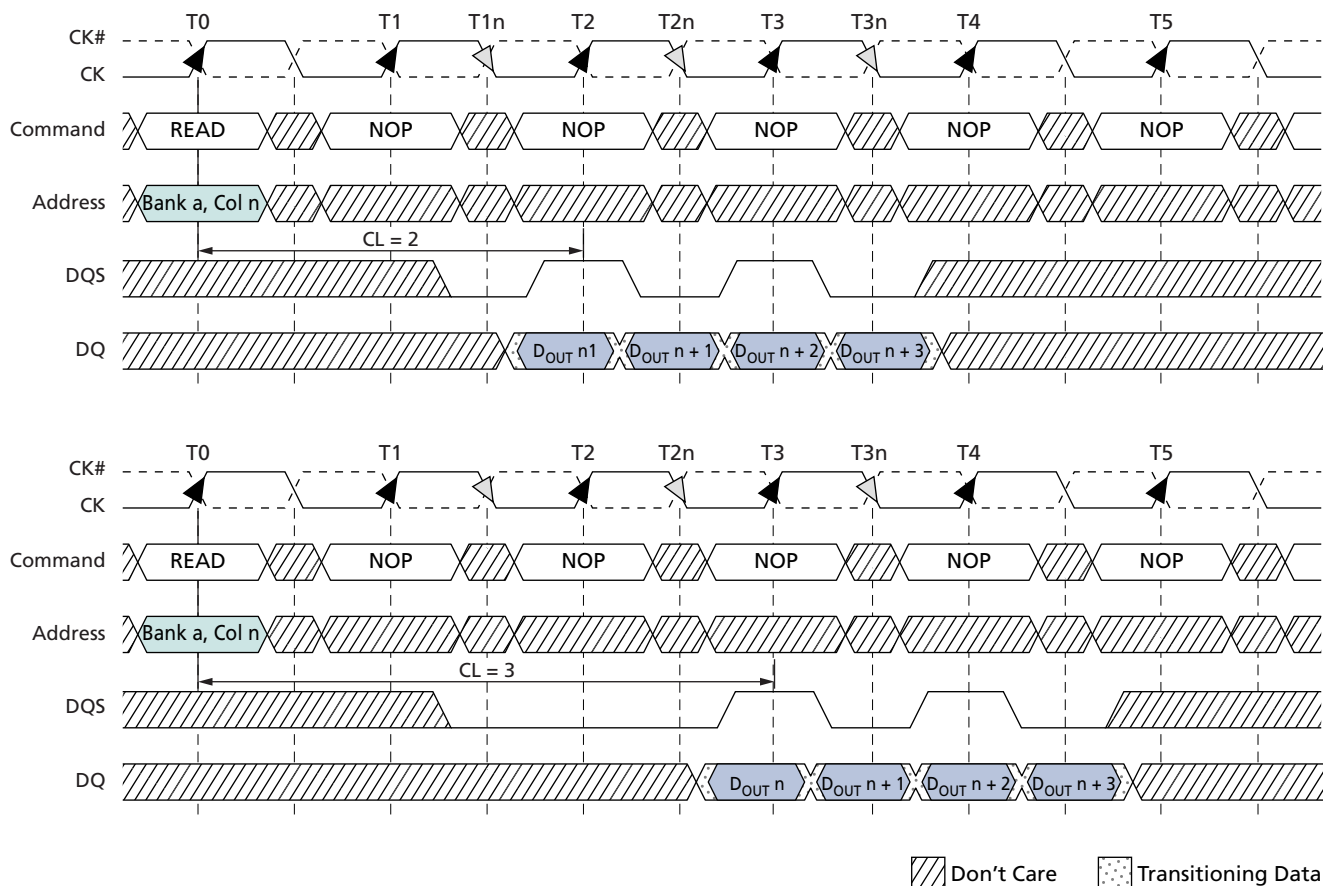 T0 T1 T1n T2 T2n T3 T3n T4 T5
CK#
CK
Command READ NOP NOP NOP NOP NOP
Address Bank a, Col n
CL = 2
DQS
DQ DOUT n1 DOUT n + 1 DOUT n + 2 DOUT n + 3
T0 T1 T2 T2n T3 T3n T4 T5
CK#
CK
Command READ NOP NOP NOP NOP NOP
Address Bank a, Col n
CL = 3
DQS
DQ DOUT n DOUT n + 1 DOUT n + 2 DOUT n + 3
Don't Care Transitioning Data